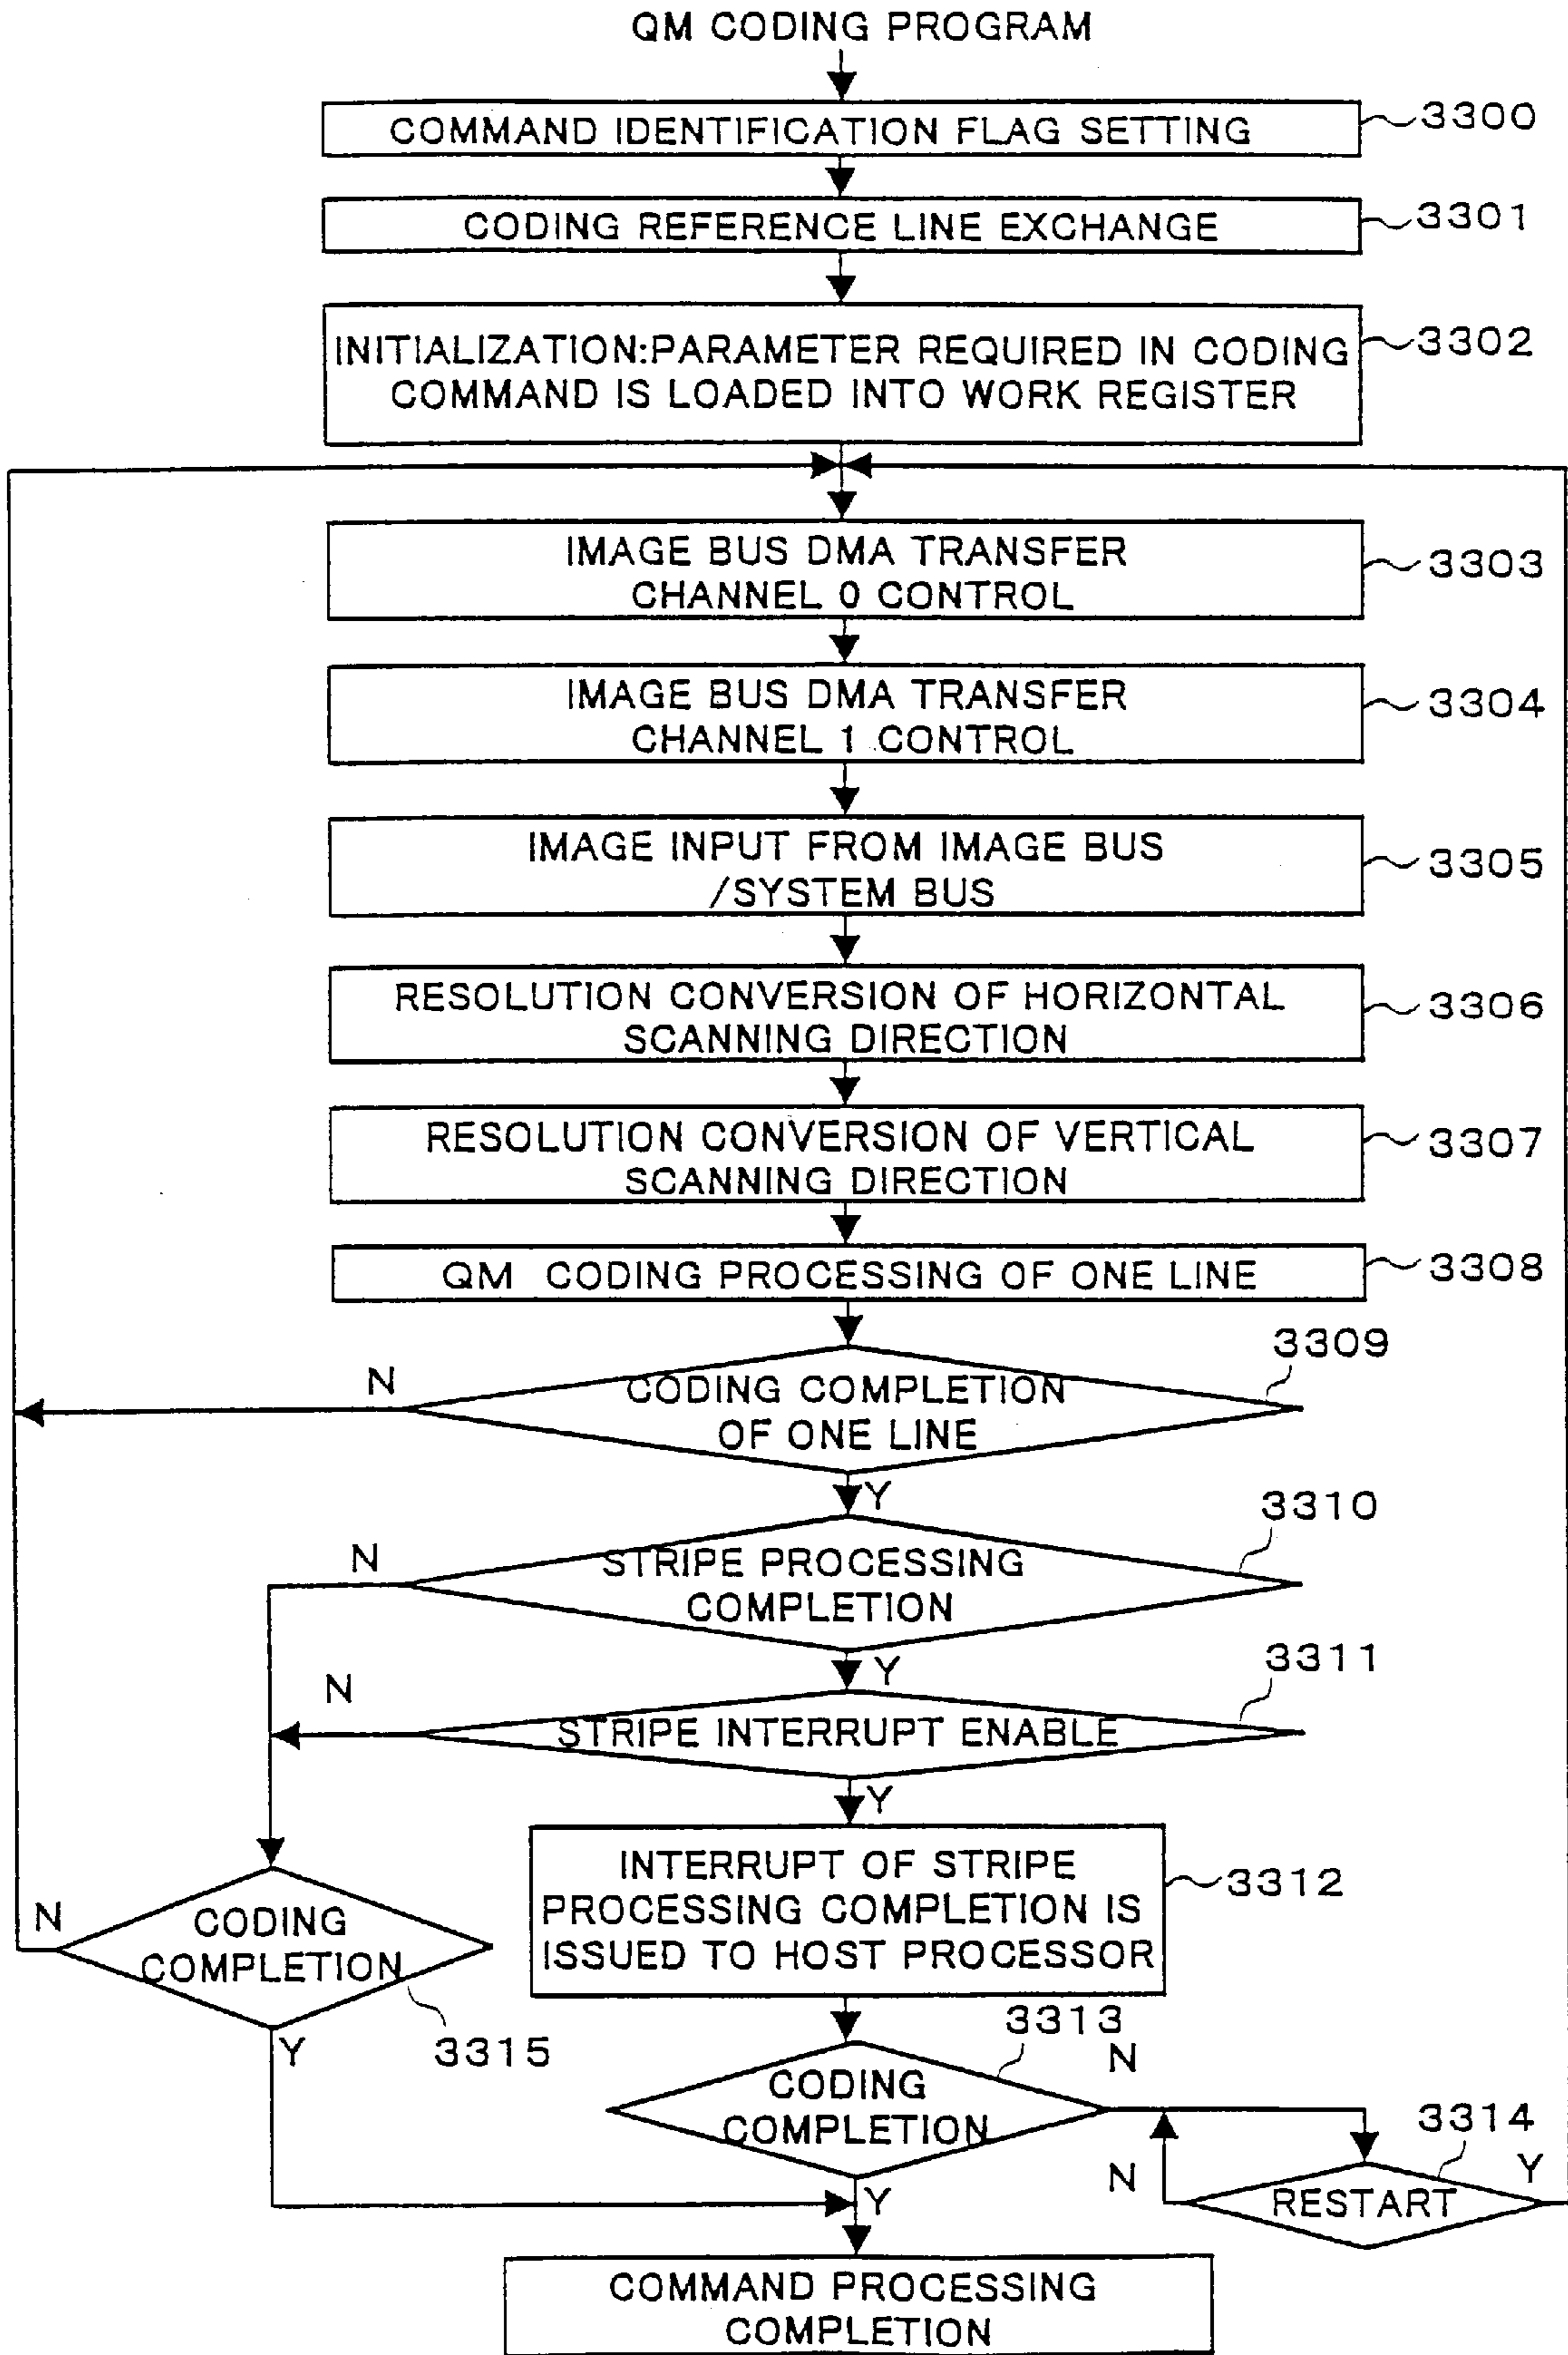 QM CODING PROGRAM
COMMAND IDENTIFICATION FLAG SETTING
3300
CODING REFERENCE LINE EXCHANGE
3301
INITIALIZATION:PARAMETER REQUIRED IN CODING
COMMAND IS LOADED INTO WORK REGISTER
3302
IMAGE BUS DMA TRANSFER
CHANNEL 0 CONTROL
3303
IMAGE BUS DMA TRANSFER
CHANNEL 1 CONTROL
3304
IMAGE INPUT FROM IMAGE BUS
/SYSTEM BUS
3305
RESOLUTION CONVERSION OF HORIZONTAL
SCANNING DIRECTION
3306
RESOLUTION CONVERSION OF VERTICAL
SCANNING DIRECTION
3307
QM CODING PROCESSING OF ONE LINE
3308
3309
N
CODING COMPLETION
OF ONE LINE
Y
3310
N
STRIPE PROCESSING
COMPLETION
Y
3311
N
STRIPE INTERRUPT ENABLE
Y
INTERRUPT OF STRIPE
PROCESSING COMPLETION IS
ISSUED TO HOST PROCESSOR
3312
N
CODING
COMPLETION
3315
Y
3313
N
CODING
COMPLETION
Y
3314
N
Y
RESTART
COMMAND PROCESSING
COMPLETION